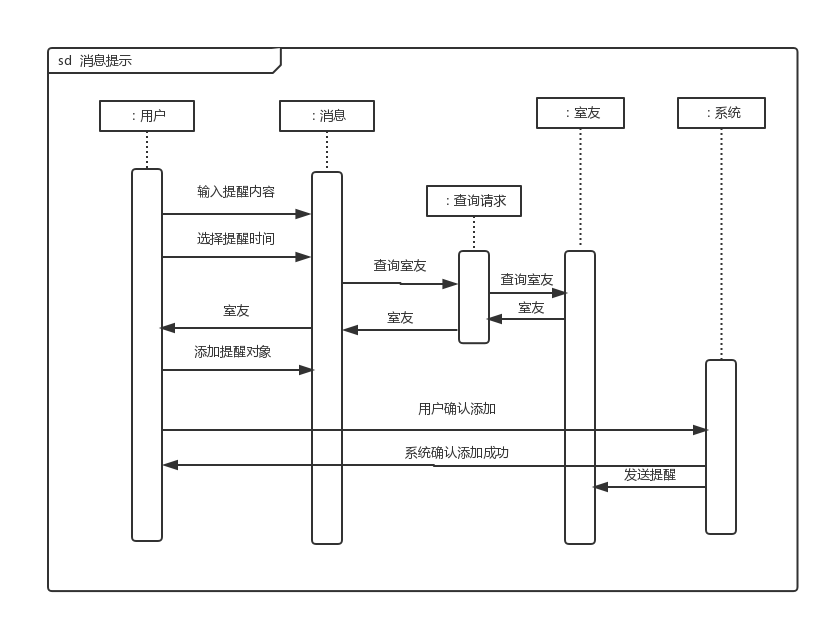 sd 消息提示
: 用户
: 消息
: 室友
: 系统
输入提醒内容
: 查询请求
选择提醒时间
查询室友
查询室友
室友
室友
室友
添加提醒对象
用户确认添加
系统确认添加成功
发送提醒